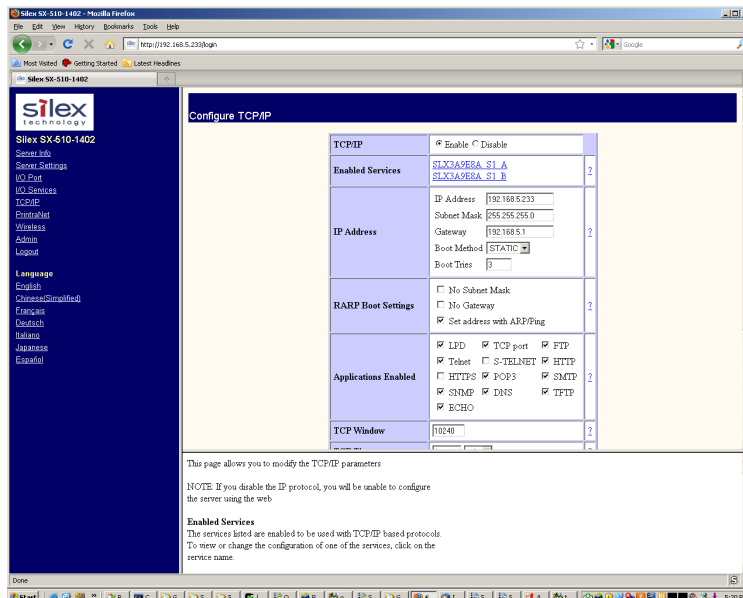 Silex SX-510-1402 - Mozilla Firefox
File Edit View History Bookmarks Tools Help
http://192.168.5.233/login
Google
Most Visited Getting Started Latest Headlines
Silex SX-510-1402
silex
technology
Silex SX-510-1402
Server Info
Server Settings
I/O Port
I/O Services
TCP/IP
PrintraNet
Wireless
Admin
Logout
Language
English
Chinese(Simplified)
Français
Deutsch
Italiano
Japanese
Español
Configure TCP/IP
TCP/IP Enable Disable
Enabled Services SLX3A9E8A_S1_A ?
SLX3A9E8A_S1_B
IP Address 192.168.5.233
Subnet Mask 255.255.255.0
IP Address Gateway 192.168.5.1 ?
Boot Method STATIC
Boot Tries 3
No Subnet Mask
RARP Boot Settings No Gateway ?
Set address with ARP/Ping
LPD TCP port FTP
Telnet S-TELNET HTTP
Applications Enabled HTTPS POP3 SMTP ?
SNMP DNS TFTP
ECHO
TCP Window 10240 ?
This page allows you to modify the TCP/IP parameters
NOTE: If you disable the IP protocol, you will be unable to configure
the server using the web
Enabled Services
The services listed are enabled to be used with TCP/IP based protocols.
To view or change the configuration of one of the services, click on the
service name.
Done
Start